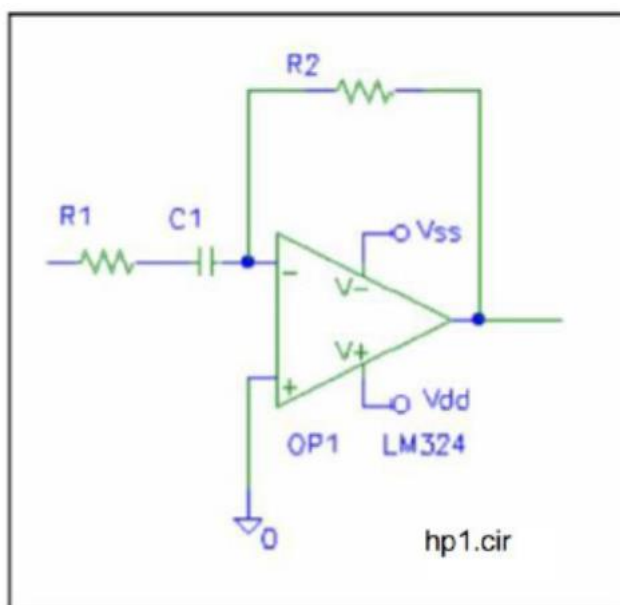 R2
R1
C1
Vss
-
V-
V+
+
Vdd
OP1 LM324
0
hp1.cir